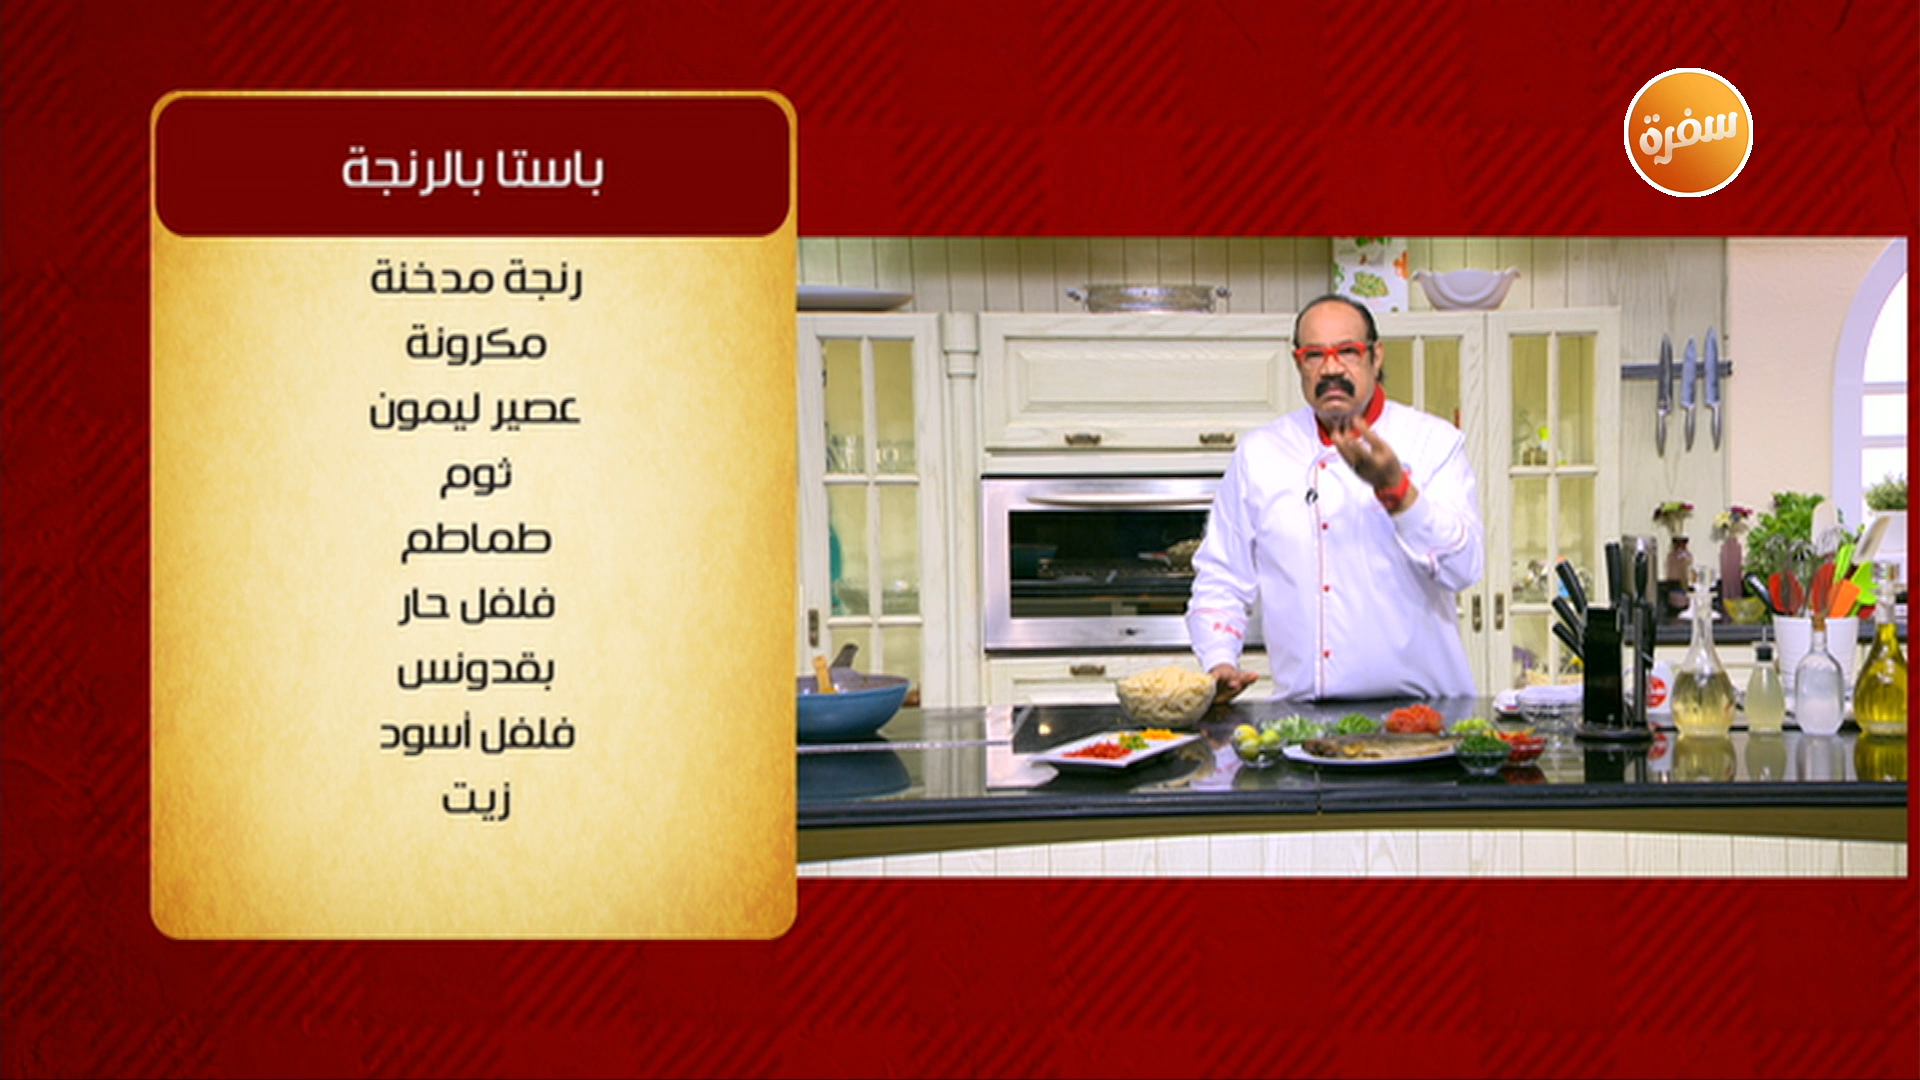 سفرة
باستا بالرنجة
رنجة مدخنة
مكرونة
عصير ليمون
ثوم
طماطم
فلفل حار
بقدونس
فلفل أسود
زيت